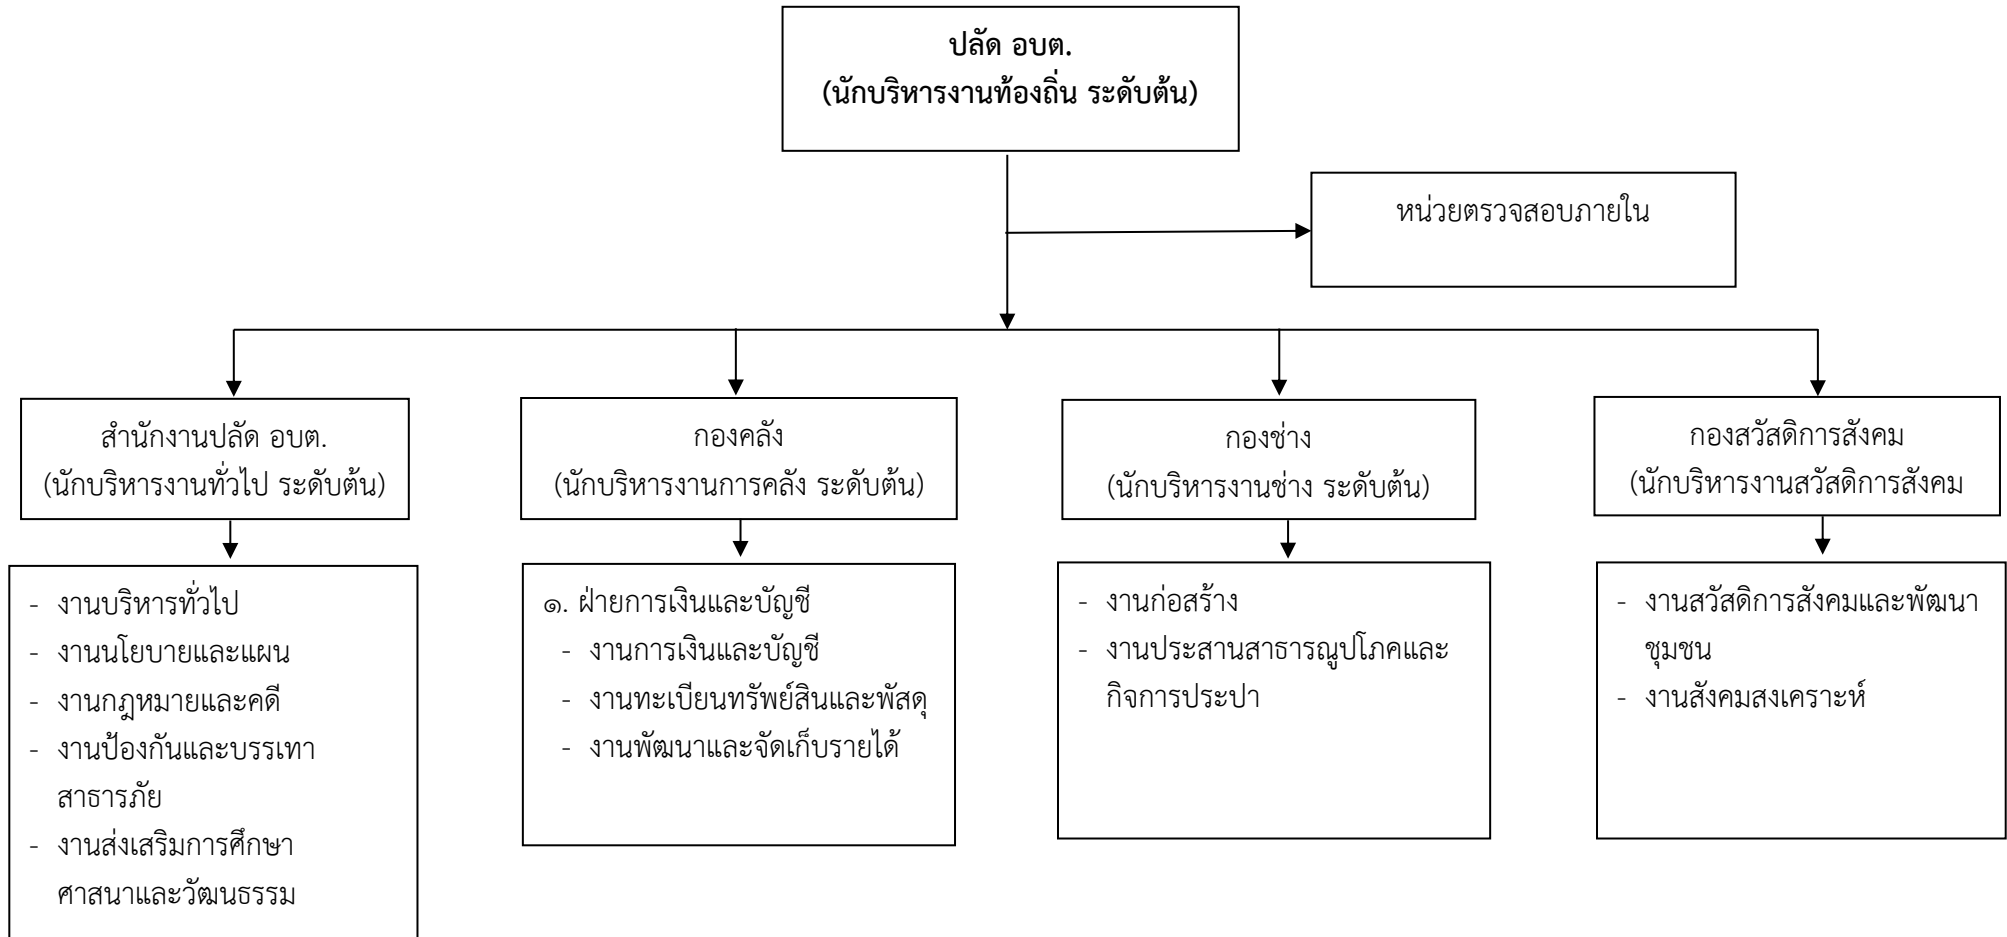 ปลัด อบต.
(นักบริหารงานท้องถิ่น ระดับต้น)
หน่วยตรวจสอบภายใน
สำนักงานปลัด อบต.
(นักบริหารงานทั่วไป ระดับต้น)
กองคลัง
(นักบริหารงานการคลัง ระดับต้น)
กองช่าง
(นักบริหารงานช่าง ระดับต้น)
กองสวัสดิการสังคม
(นักบริหารงานสวัสดิการสังคม
- งานบริหารทั่วไป
- งานนโยบายและแผน
- งานกฎหมายและคดี
- งานป้องกันและบรรเทา
สาธารภัย
- งานส่งเสริมการศึกษา
ศาสนาและวัฒนธรรม
๑. ฝ่ายการเงินและบัญชี
- งานการเงินและบัญชี
- งานทะเบียนทรัพย์สินและพัสดุ
- งานพัฒนาและจัดเก็บรายได้
- งานก่อสร้าง
- งานประสานสาธารณูปโภคและ
กิจการประปา
- งานสวัสดิการสังคมและพัฒนา
ชุมชน
- งานสังคมสงเคราะห์